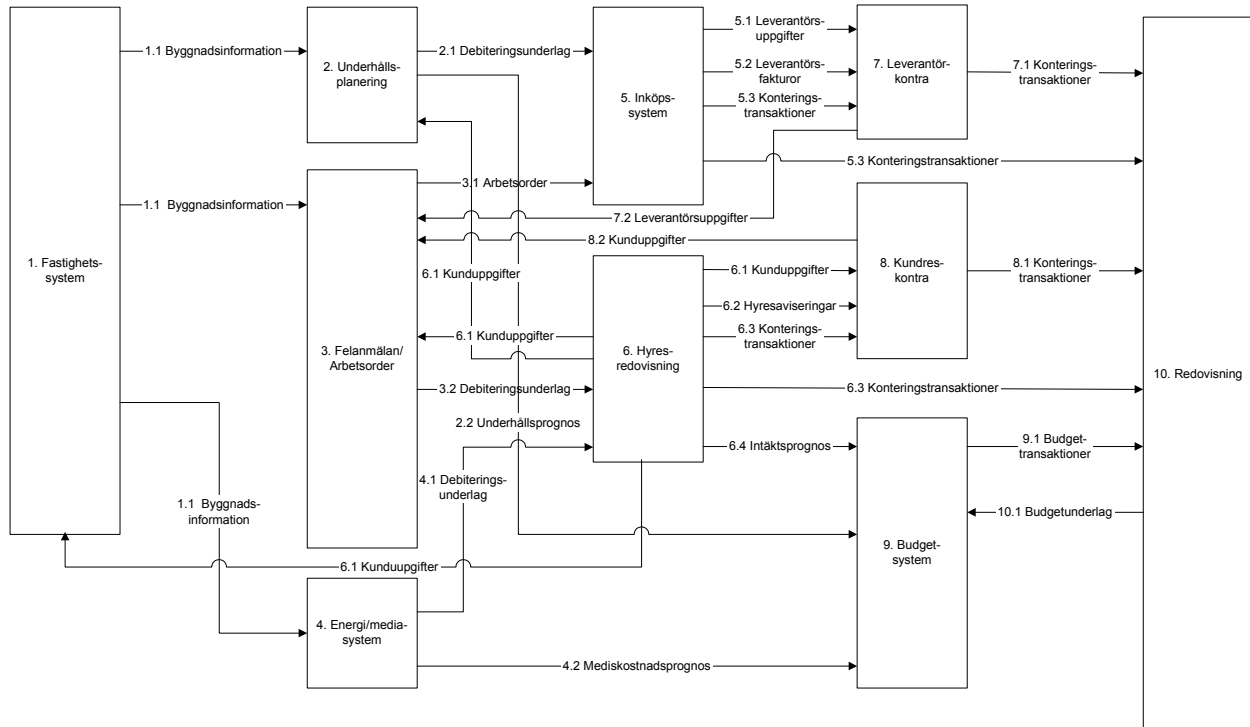 1. Fastighets-
system
1.1 Byggnadsinformation
1.1  Byggnadsinformation
1.1  Byggnads-
information
2. Underhålls-
planering
3. Felanmälan/
Arbetsorder
4. Energi/media-
system
2.1 Debiteringsunderlag
3.1 Arbetsorder
7.2 Leverantörsuppgifter
8.2 Kunduppgifter
6.1 Kunduppgifter
6.1 Kunduppgifter
3.2 Debiteringsunderlag
2.2 Underhållsprognos
4.1 Debiterings-
underlag
6.1 Kunduupgifter
4.2 Mediskostnadsprognos
5. Inköps-
system
6. Hyres-
redovisning
5.1 Leverantörs-
uppgifter
5.2 Leverantörs-
fakturor
5.3 Konterings-
transaktioner
5.3 Konteringstransaktioner
6.1 Kunduppgifter
6.2 Hyresaviseringar
6.3 Konterings-
transaktioner
6.3 Konteringstransaktioner
6.4 Intäktsprognos
7. Leverantör-
kontra
8. Kundres-
kontra
9. Budget-
system
7.1 Konterings-
transaktioner
8.1 Konterings-
transaktioner
9.1 Budget-
transaktioner
10.1 Budgetunderlag
10. Redovisning